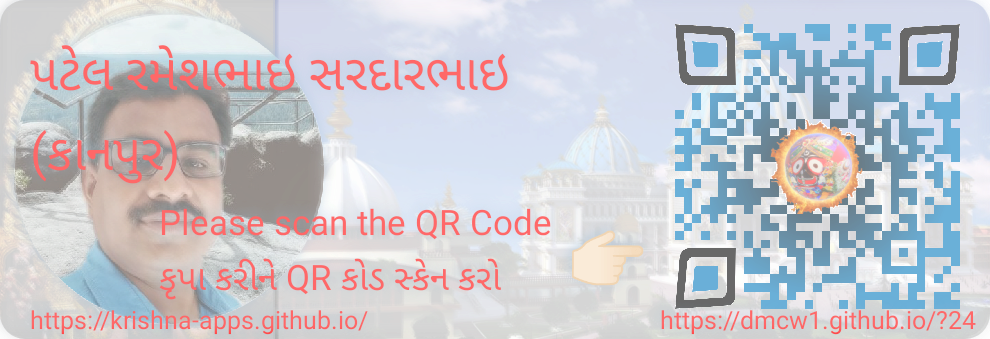 પટેલ રમેશભાઇ સરદારભાઇ
(કાનપુર)
Please scan the QR Code
કૃપા કરીને QR કોડ સ્કેન કરો
https://krishna-apps.github.io/
https://dmcw1.github.io/?24